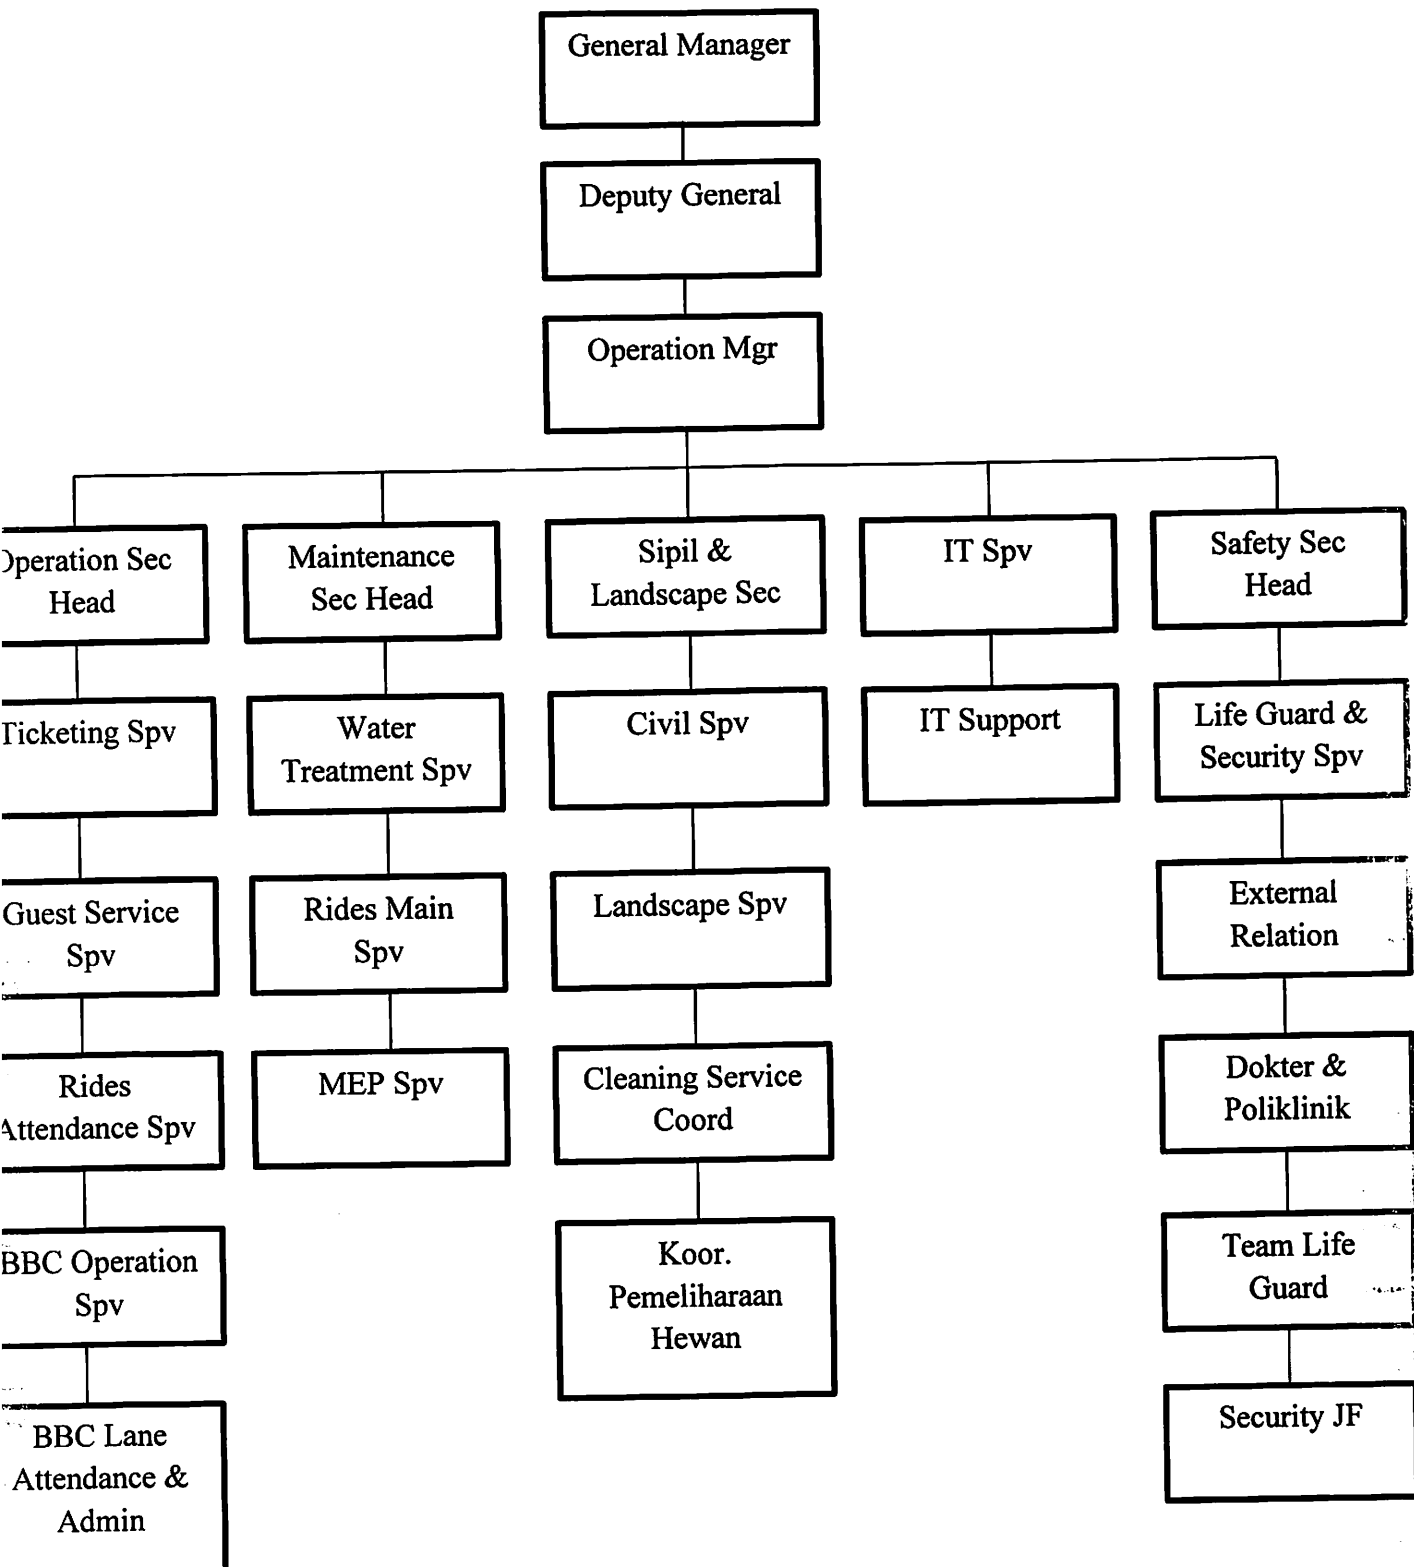 General Manager
Deputy General
Operation Mgr
Operation Sec
Head
Maintenance
Sec Head
Sipil &
Landscape Sec
IT Spv
Safety Sec
Head
Ticketing Spv
Water
Treatment Spv
Civil Spv
IT Support
Life Guard &
Security Spv
Guest Service
Spv
Rides Main
Spv
Landscape Spv
External
Relation
Rides
Attendance Spv
MEP Spv
Cleaning Service
Coord
Dokter &
Poliklinik
BBC Operation
Spv
Koor.
Pemeliharaan
Hewan
Team Life
Guard
BBC Lane
Attendance &
Admin
Security JF